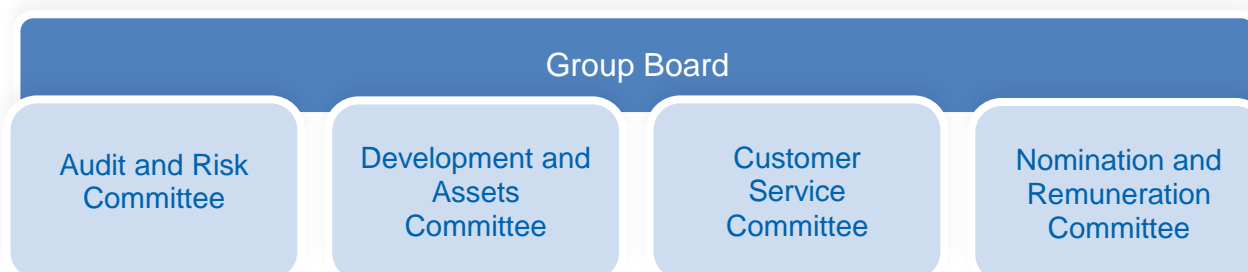 Group Board
Audit and Risk
Committee
Development and
Assets
Committee
Customer
Service
Committee
Nomination and
Remuneration
Committee